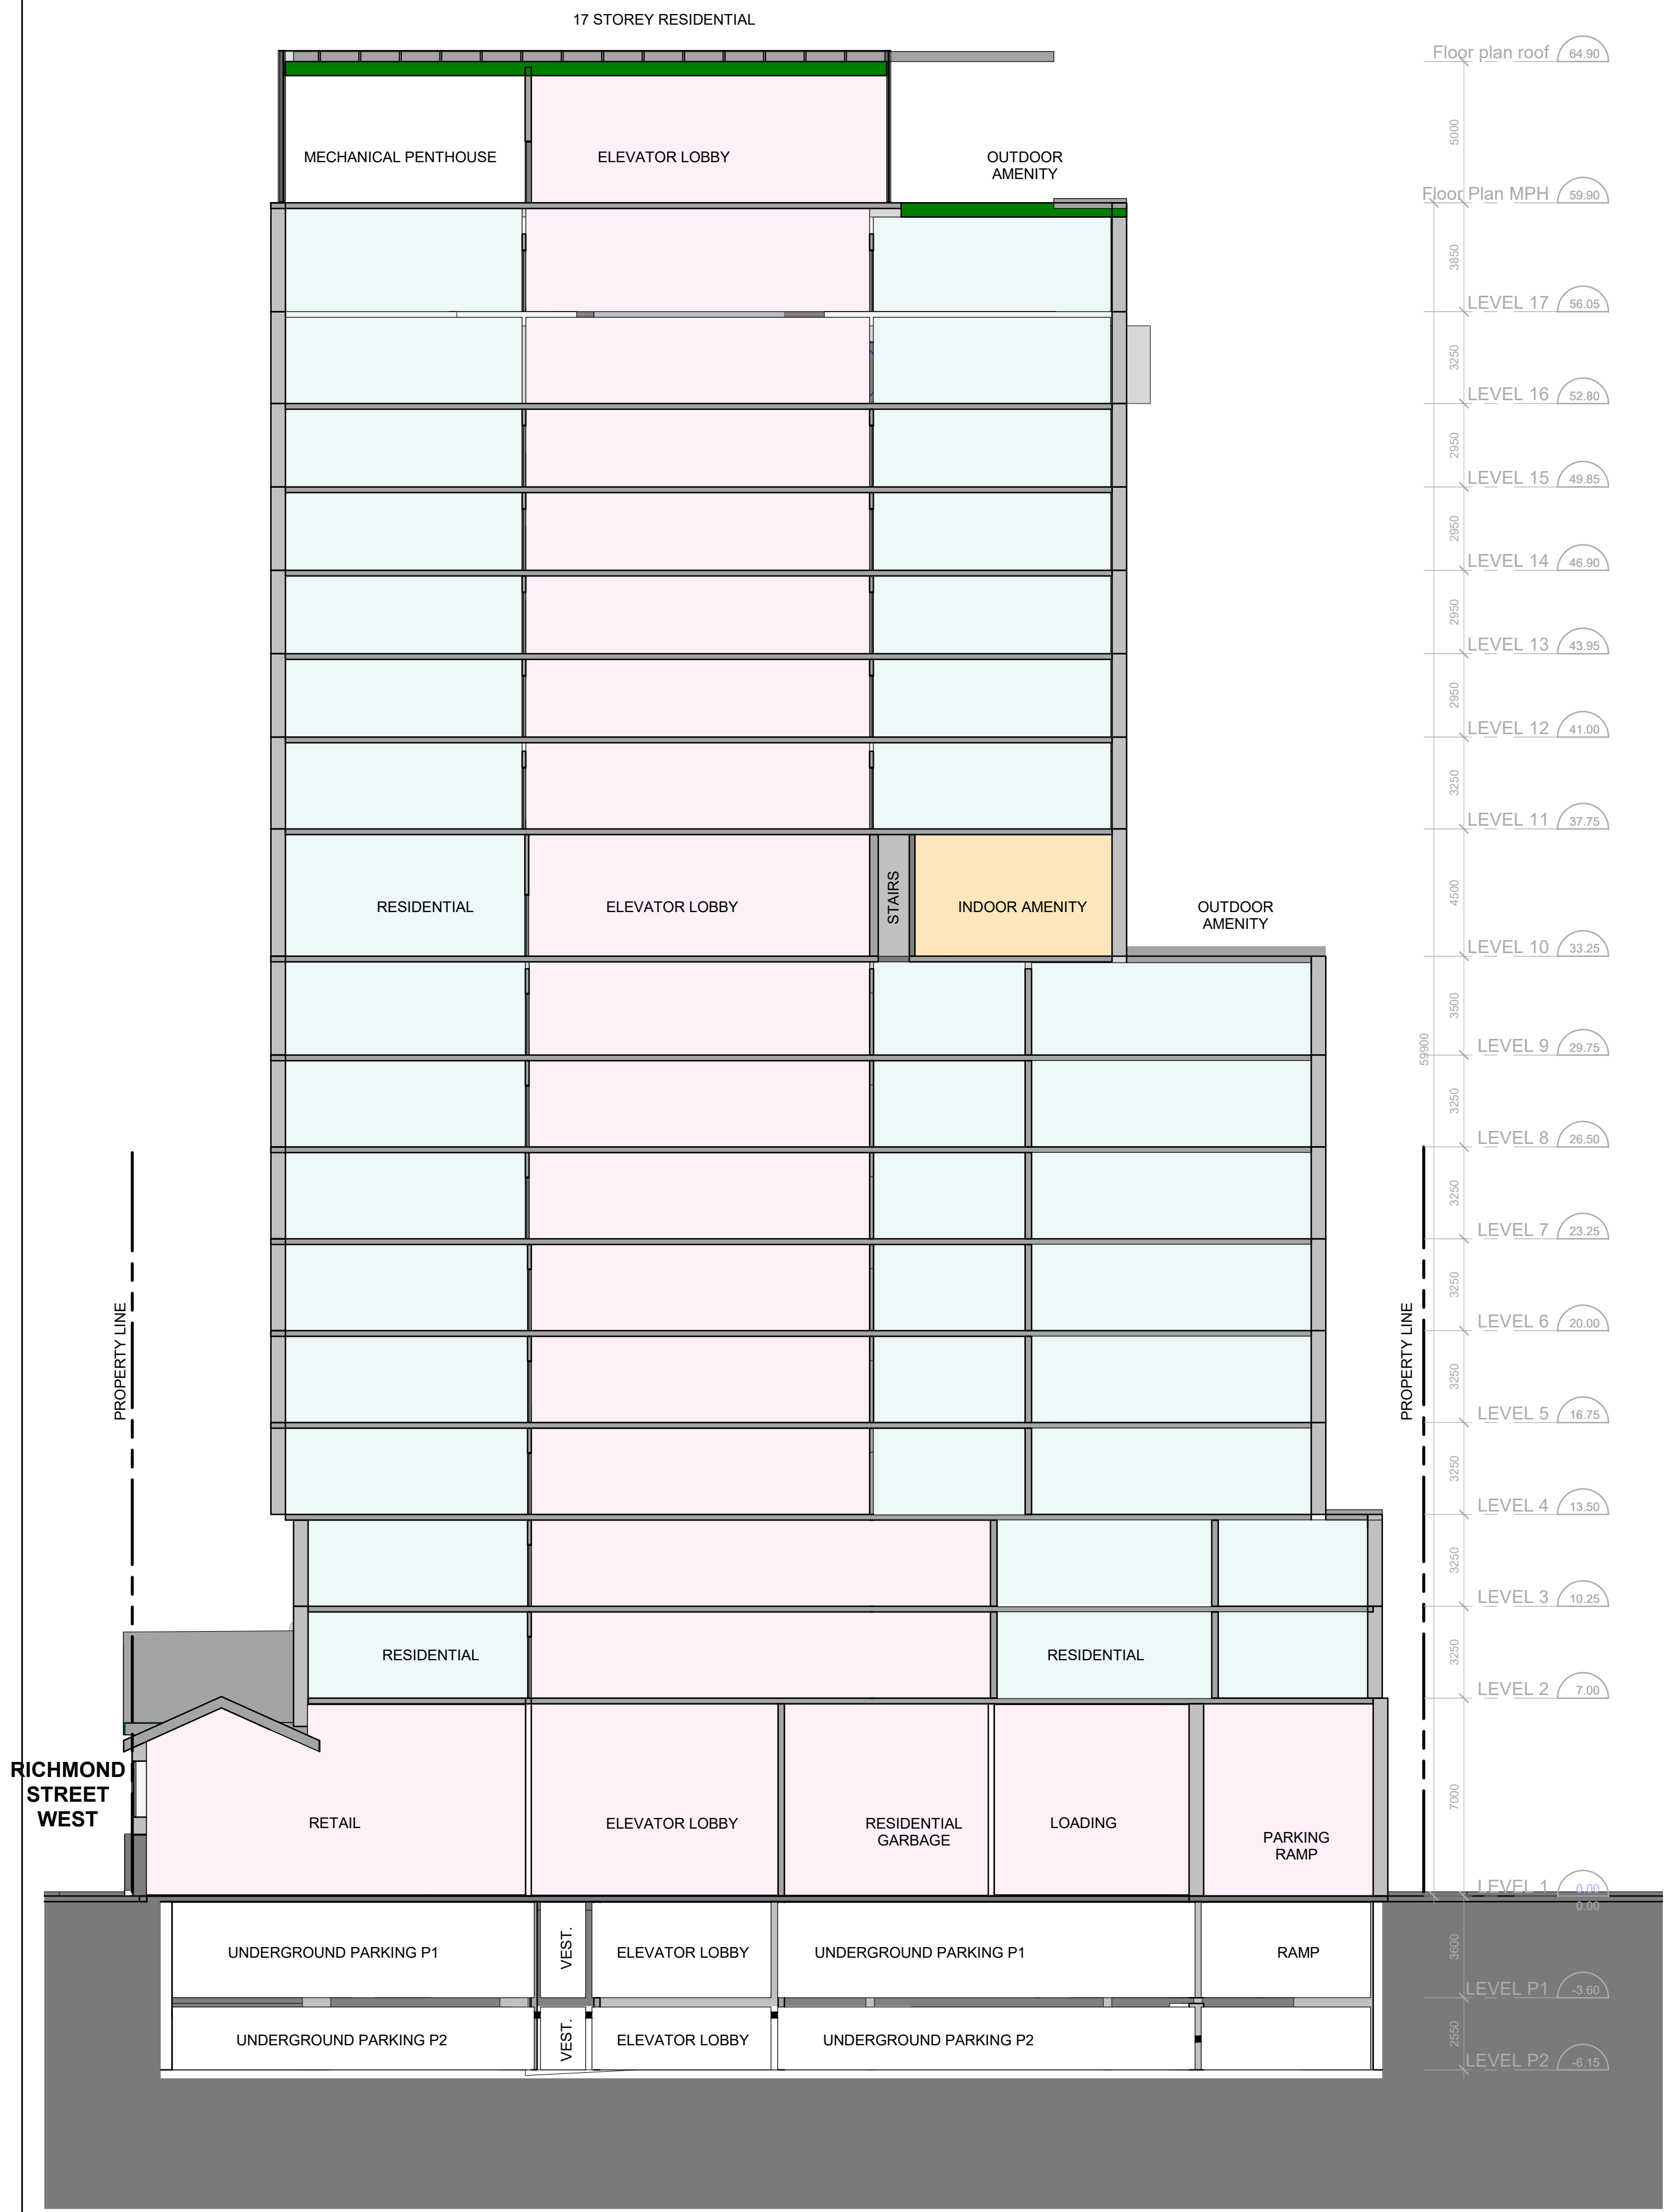 17 STOREY RESIDENTIAL
Floor plan roof 64.90
5000
MECHANICAL PENTHOUSE
ELEVATOR LOBBY
OUTDOOR
AMENITY
Floor Plan MPH 59.90
3850
LEVEL 17 56.05
3250
LEVEL 16 52.80
2950
LEVEL 15 49.85
2950
LEVEL 14 46.90
2950
LEVEL 13 43.95
2950
LEVEL 12 41.00
3250
LEVEL 11 37.75
RESIDENTIAL
ELEVATOR LOBBY
STAIRS
INDOOR AMENITY
OUTDOOR
AMENITY
4500
LEVEL 10 33.25
3500
59900
LEVEL 9 29.75
3250
LEVEL 8 26.50
3250
LEVEL 7 23.25
3250
LEVEL 6 20.00
PROPERTY LINE
PROPERTY LINE
3250
LEVEL 5 16.75
3250
LEVEL 4 13.50
3250
LEVEL 3 10.25
RESIDENTIAL
RESIDENTIAL
3250
LEVEL 2 7.00
RICHMOND
STREET
WEST
RETAIL
ELEVATOR LOBBY
RESIDENTIAL
GARBAGE
LOADING
PARKING
RAMP
7000
LEVEL 1 0.00
0.00
UNDERGROUND PARKING P1
VEST.
ELEVATOR LOBBY
UNDERGROUND PARKING P1
RAMP
3600
LEVEL P1 -3.60
UNDERGROUND PARKING P2
VEST.
ELEVATOR LOBBY
UNDERGROUND PARKING P2
2550
LEVEL P2 -6.15